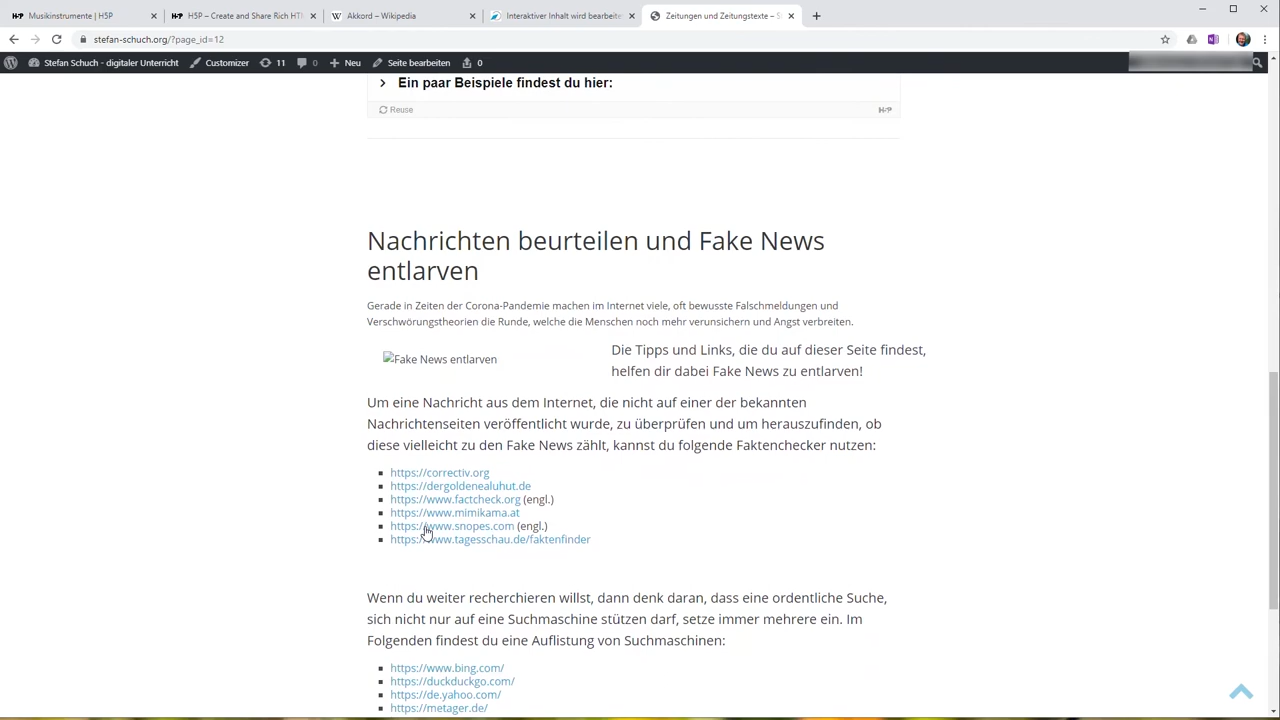 Musikinstrumente | H5P
H5P – Create and Share Rich HTM
Akkord – Wikipedia
Interaktiver Inhalt wird bearbeite
Zeitungen und Zeitungstexte – S
stefan-schuch.org/?page_id=12
Stefan Schuch - digitaler Unterricht
Customizer
11
0
Neu
Seite bearbeiten
0
Ein paar Beispiele findest du hier:
Reuse
H5P
Nachrichten beurteilen und Fake News
entlarven
Gerade in Zeiten der Corona-Pandemie machen im Internet viele, oft bewusste Falschmeldungen und
Verschwörungstheorien die Runde, welche die Menschen noch mehr verunsichern und Angst verbreiten.
Fake News entlarven
Die Tipps und Links, die du auf dieser Seite findest,
helfen dir dabei Fake News zu entlarven!
Um eine Nachricht aus dem Internet, die nicht auf einer der bekannten
Nachrichtenseiten veröffentlicht wurde, zu überprüfen und um herauszufinden, ob
diese vielleicht zu den Fake News zählt, kannst du folgende Faktenchecker nutzen:
https://correctiv.org
https://dergoldenealuhut.de
https://www.factcheck.org (engl.)
https://www.mimikama.at
https://www.snopes.com (engl.)
https://www.tagesschau.de/faktenfinder
Wenn du weiter recherchieren willst, dann denk daran, dass eine ordentliche Suche,
sich nicht nur auf eine Suchmaschine stützen darf, setze immer mehrere ein. Im
Folgenden findest du eine Auflistung von Suchmaschinen:
https://www.bing.com/
https://duckduckgo.com/
https://de.yahoo.com/
https://metager.de/